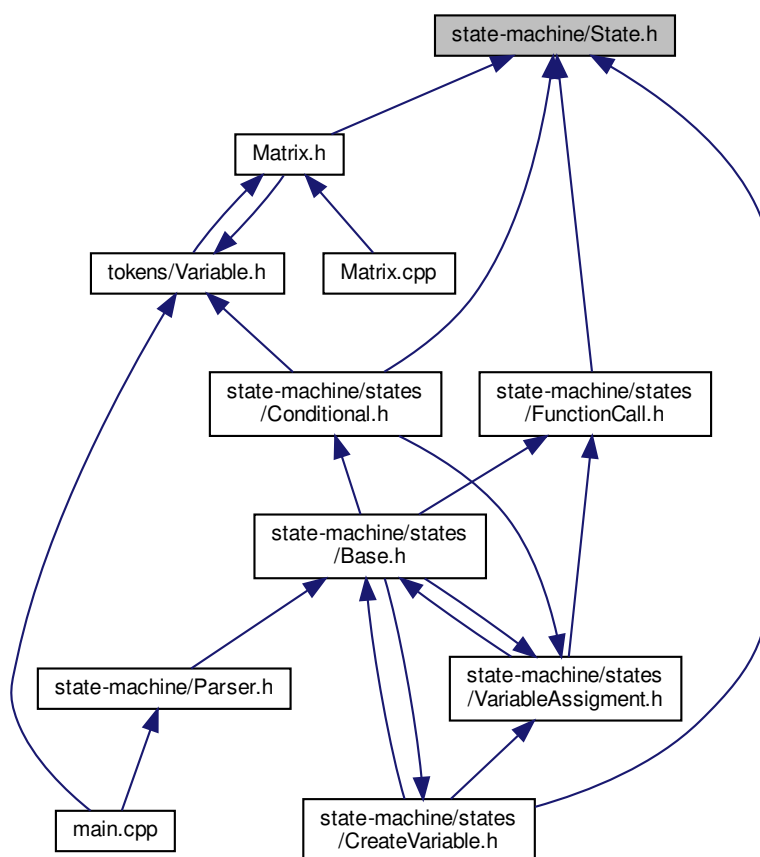 state-machine/State.h
Matrix.h
tokens/Variable.h
Matrix.cpp
state-machine/states
/Conditional.h
state-machine/states
/FunctionCall.h
state-machine/states
/Base.h
state-machine/Parser.h
state-machine/states
/VariableAssigment.h
main.cpp
state-machine/states
/CreateVariable.h